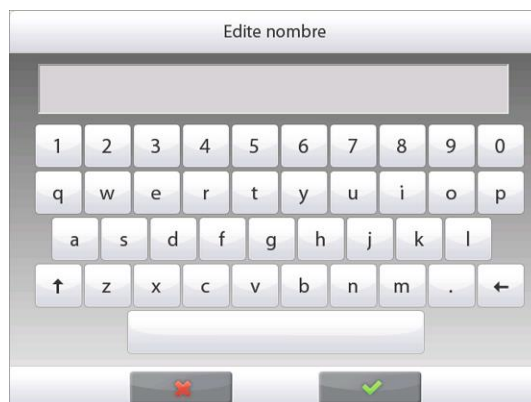 Edite nombre
1 2 3 4 5 6 7 8 9 0
q w e r t y u i o p
a s d f g h j k l
↑ z x c v b n m . ←